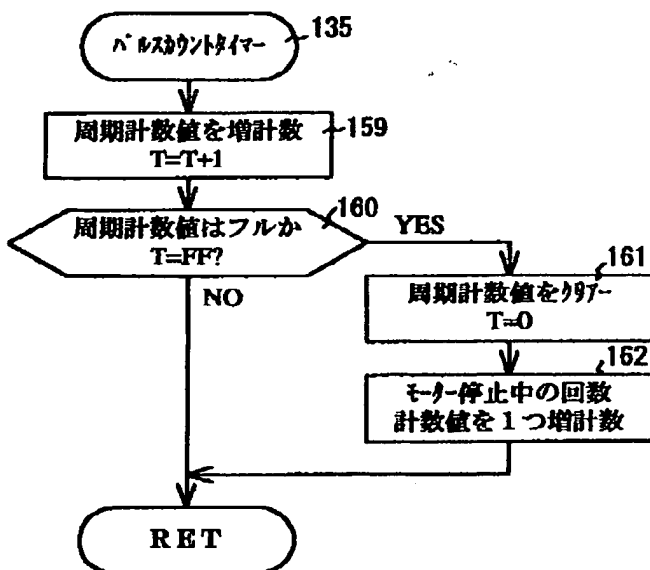 パルスカウントタイマー
135
周期計数値を増計数
T=T+1
159
周期計数値はフルか
T=FF?
160
YES
NO
161
周期計数値をクリアー
T=0
162
モーター停止中の回数
計数値を1つ増計数
RET